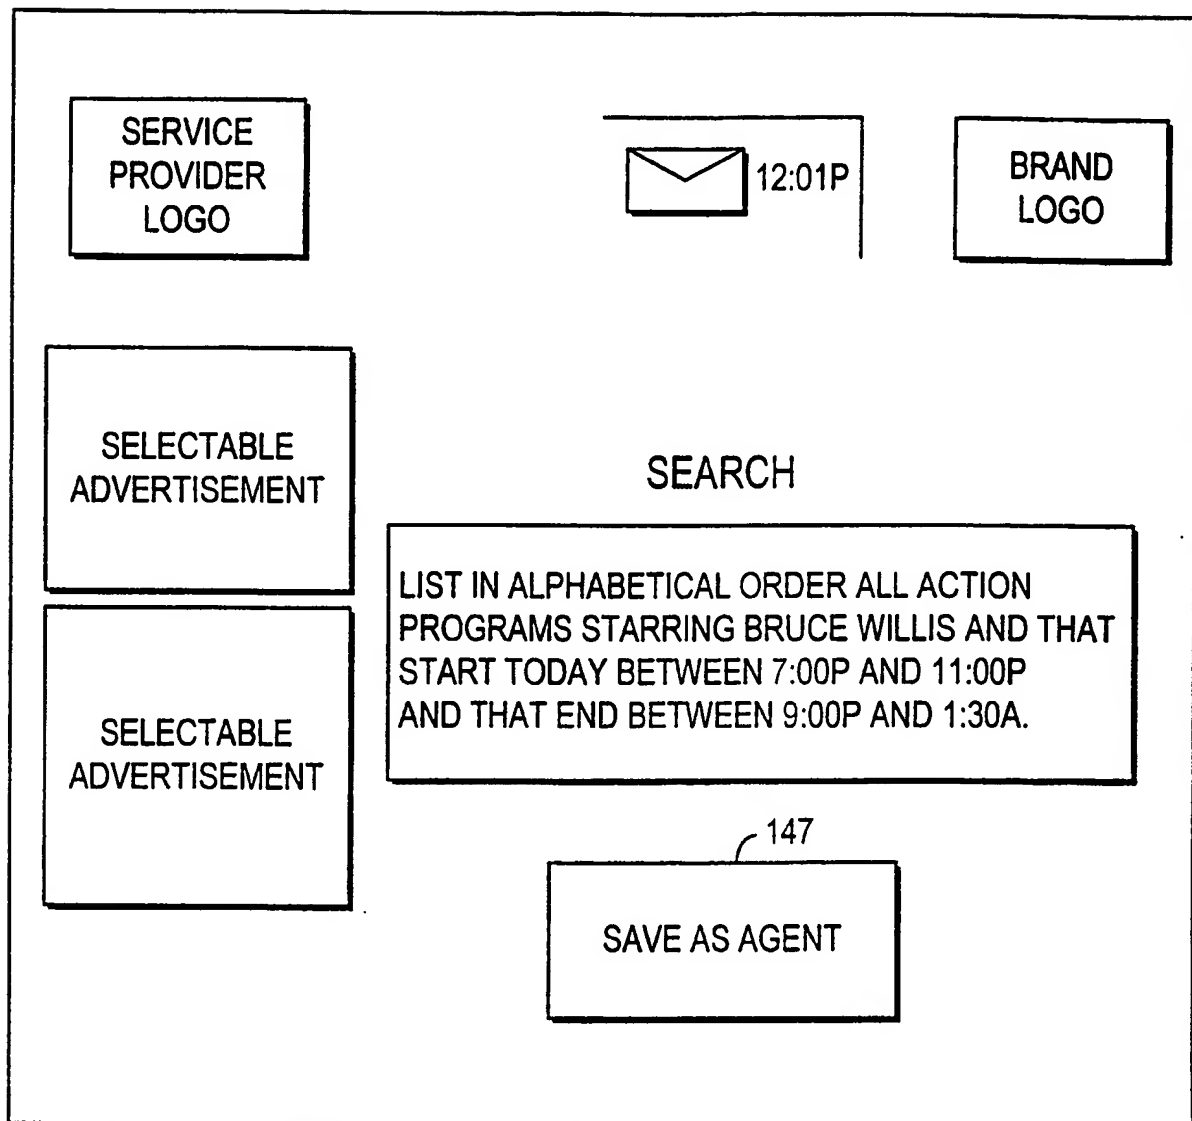 SERVICE
PROVIDER
LOGO
12:01P
BRAND
LOGO
SELECTABLE
ADVERTISEMENT
SEARCH
LIST IN ALPHABETICAL ORDER ALL ACTION
PROGRAMS STARRING BRUCE WILLIS AND THAT
START TODAY BETWEEN 7:00P AND 11:00P
AND THAT END BETWEEN 9:00P AND 1:30A.
SELECTABLE
ADVERTISEMENT
147
SAVE AS AGENT